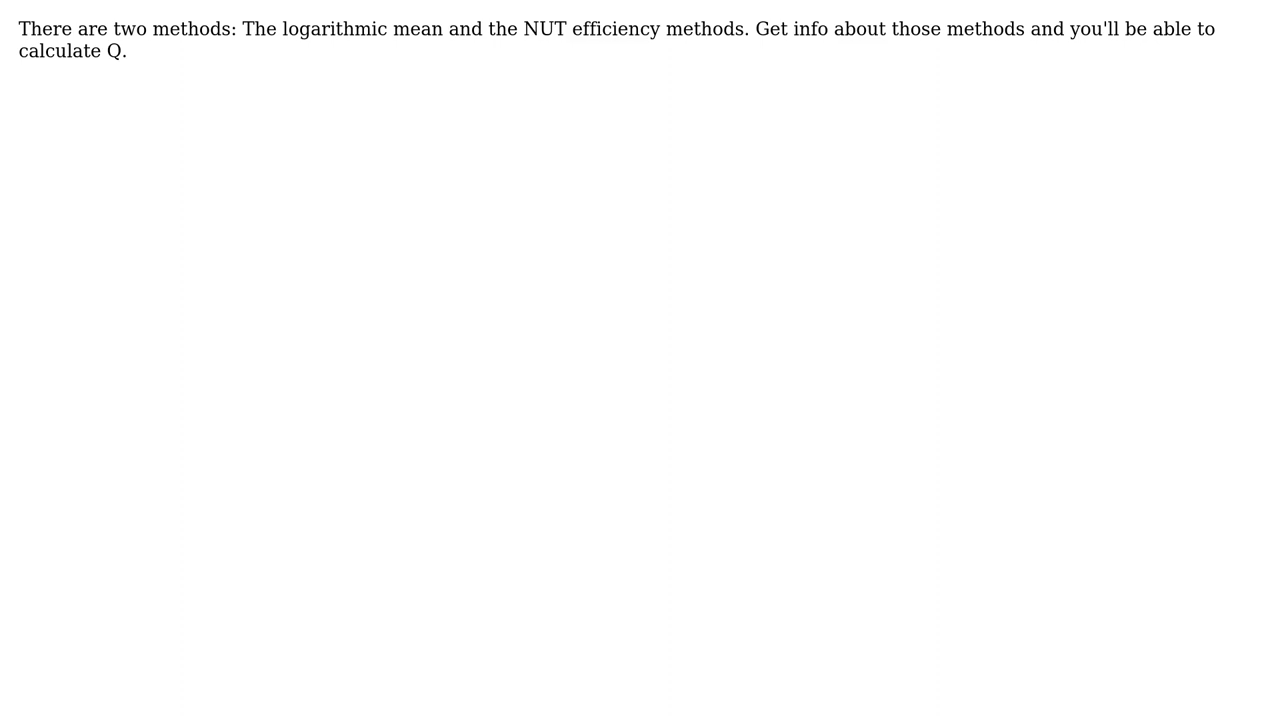 There are two methods: The logarithmic mean and the NUT efficiency methods. Get info about those methods and you'll be able to
calculate Q.